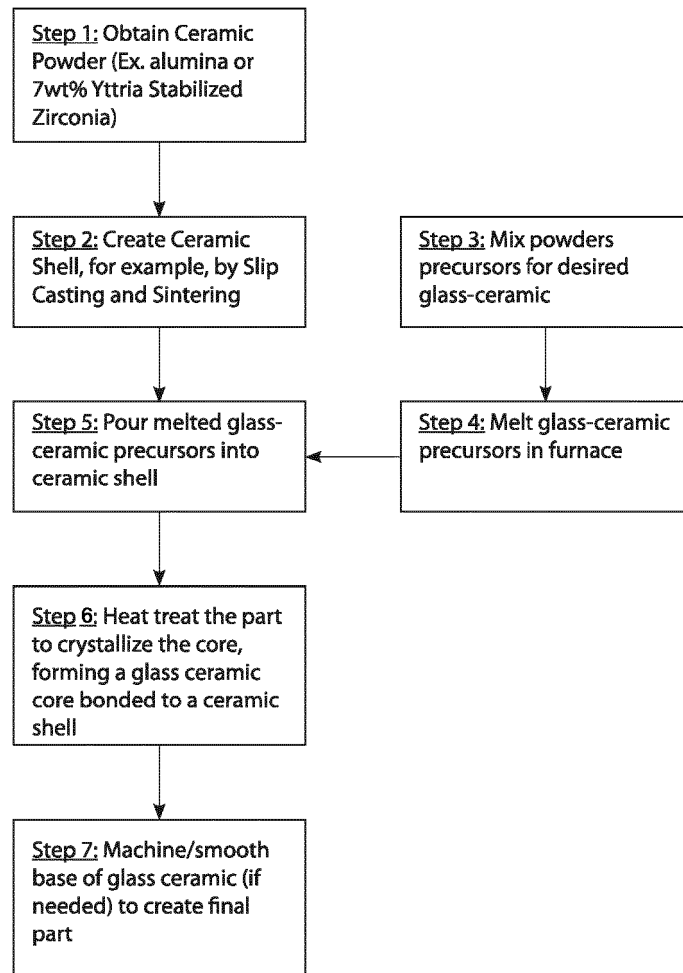 Step 1: Obtain Ceramic
Powder (Ex. alumina or
7wt% Yttria Stabilized
Zirconia)
Step 2: Create Ceramic
Shell, for example, by Slip
Casting and Sintering
Step 3: Mix powders
precursors for desired
glass-ceramic
Step 5: Pour melted glass-
ceramic precursors into
ceramic shell
Step 4: Melt glass-ceramic
precursors in furnace
Step 6: Heat treat the part
to crystallize the core,
forming a glass ceramic
core bonded to a ceramic
shell
Step 7: Machine/smooth
base of glass ceramic (if
needed) to create final
part